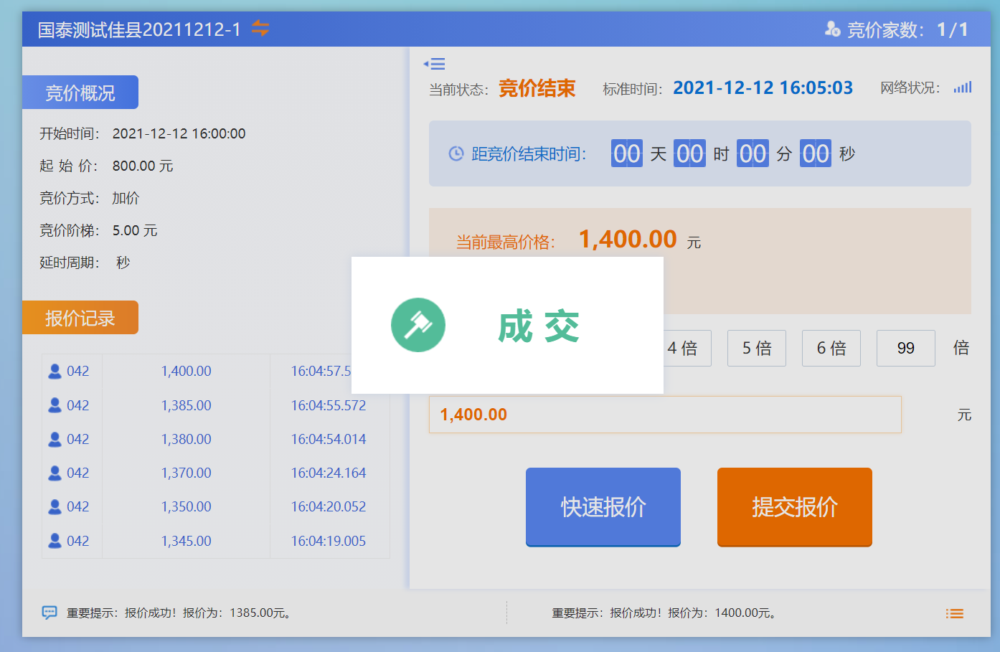 国泰测试佳县20211212-1
竞价家数： 1/1
竞价概况
开始时间： 2021-12-12 16:00:00
起 始 价： 800.00 元
竞价方式： 加价
竞价阶梯： 5.00 元
延时周期： 秒
报价记录
042 1,400.00 16:04:57.5
042 1,385.00 16:04:55.572
042 1,380.00 16:04:54.014
042 1,370.00 16:04:24.164
042 1,350.00 16:04:20.052
042 1,345.00 16:04:19.005
当前状态： 竞价结束 标准时间： 2021-12-12 16:05:03 网络状况：
距竞价结束时间： 00 天 00 时 00 分 00 秒
当前最高价格： 1,400.00 元
成 交
4 倍 5 倍 6 倍 99 倍
1,400.00 元
快速报价 提交报价
重要提示：报价成功！报价为：1385.00元。
重要提示：报价成功！报价为：1400.00元。